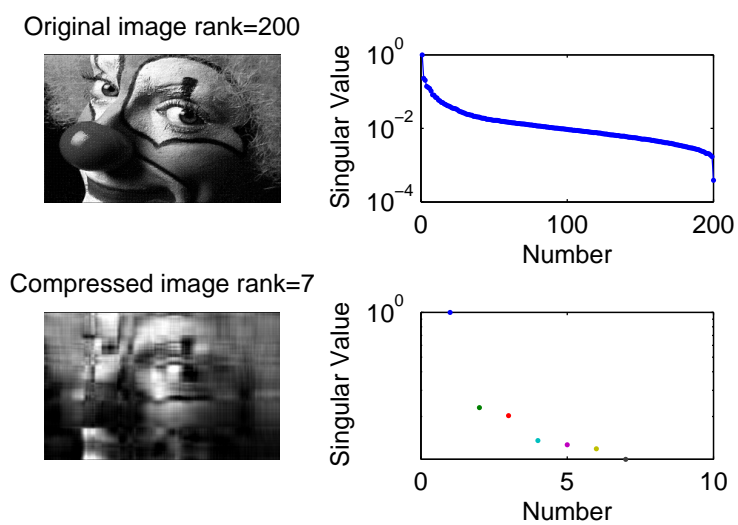 Original image rank=200
10^0
10^−2
10^−4
Singular Value
0 100 200
Number
Compressed image rank=7
10^0
Singular Value
0 5 10
Number